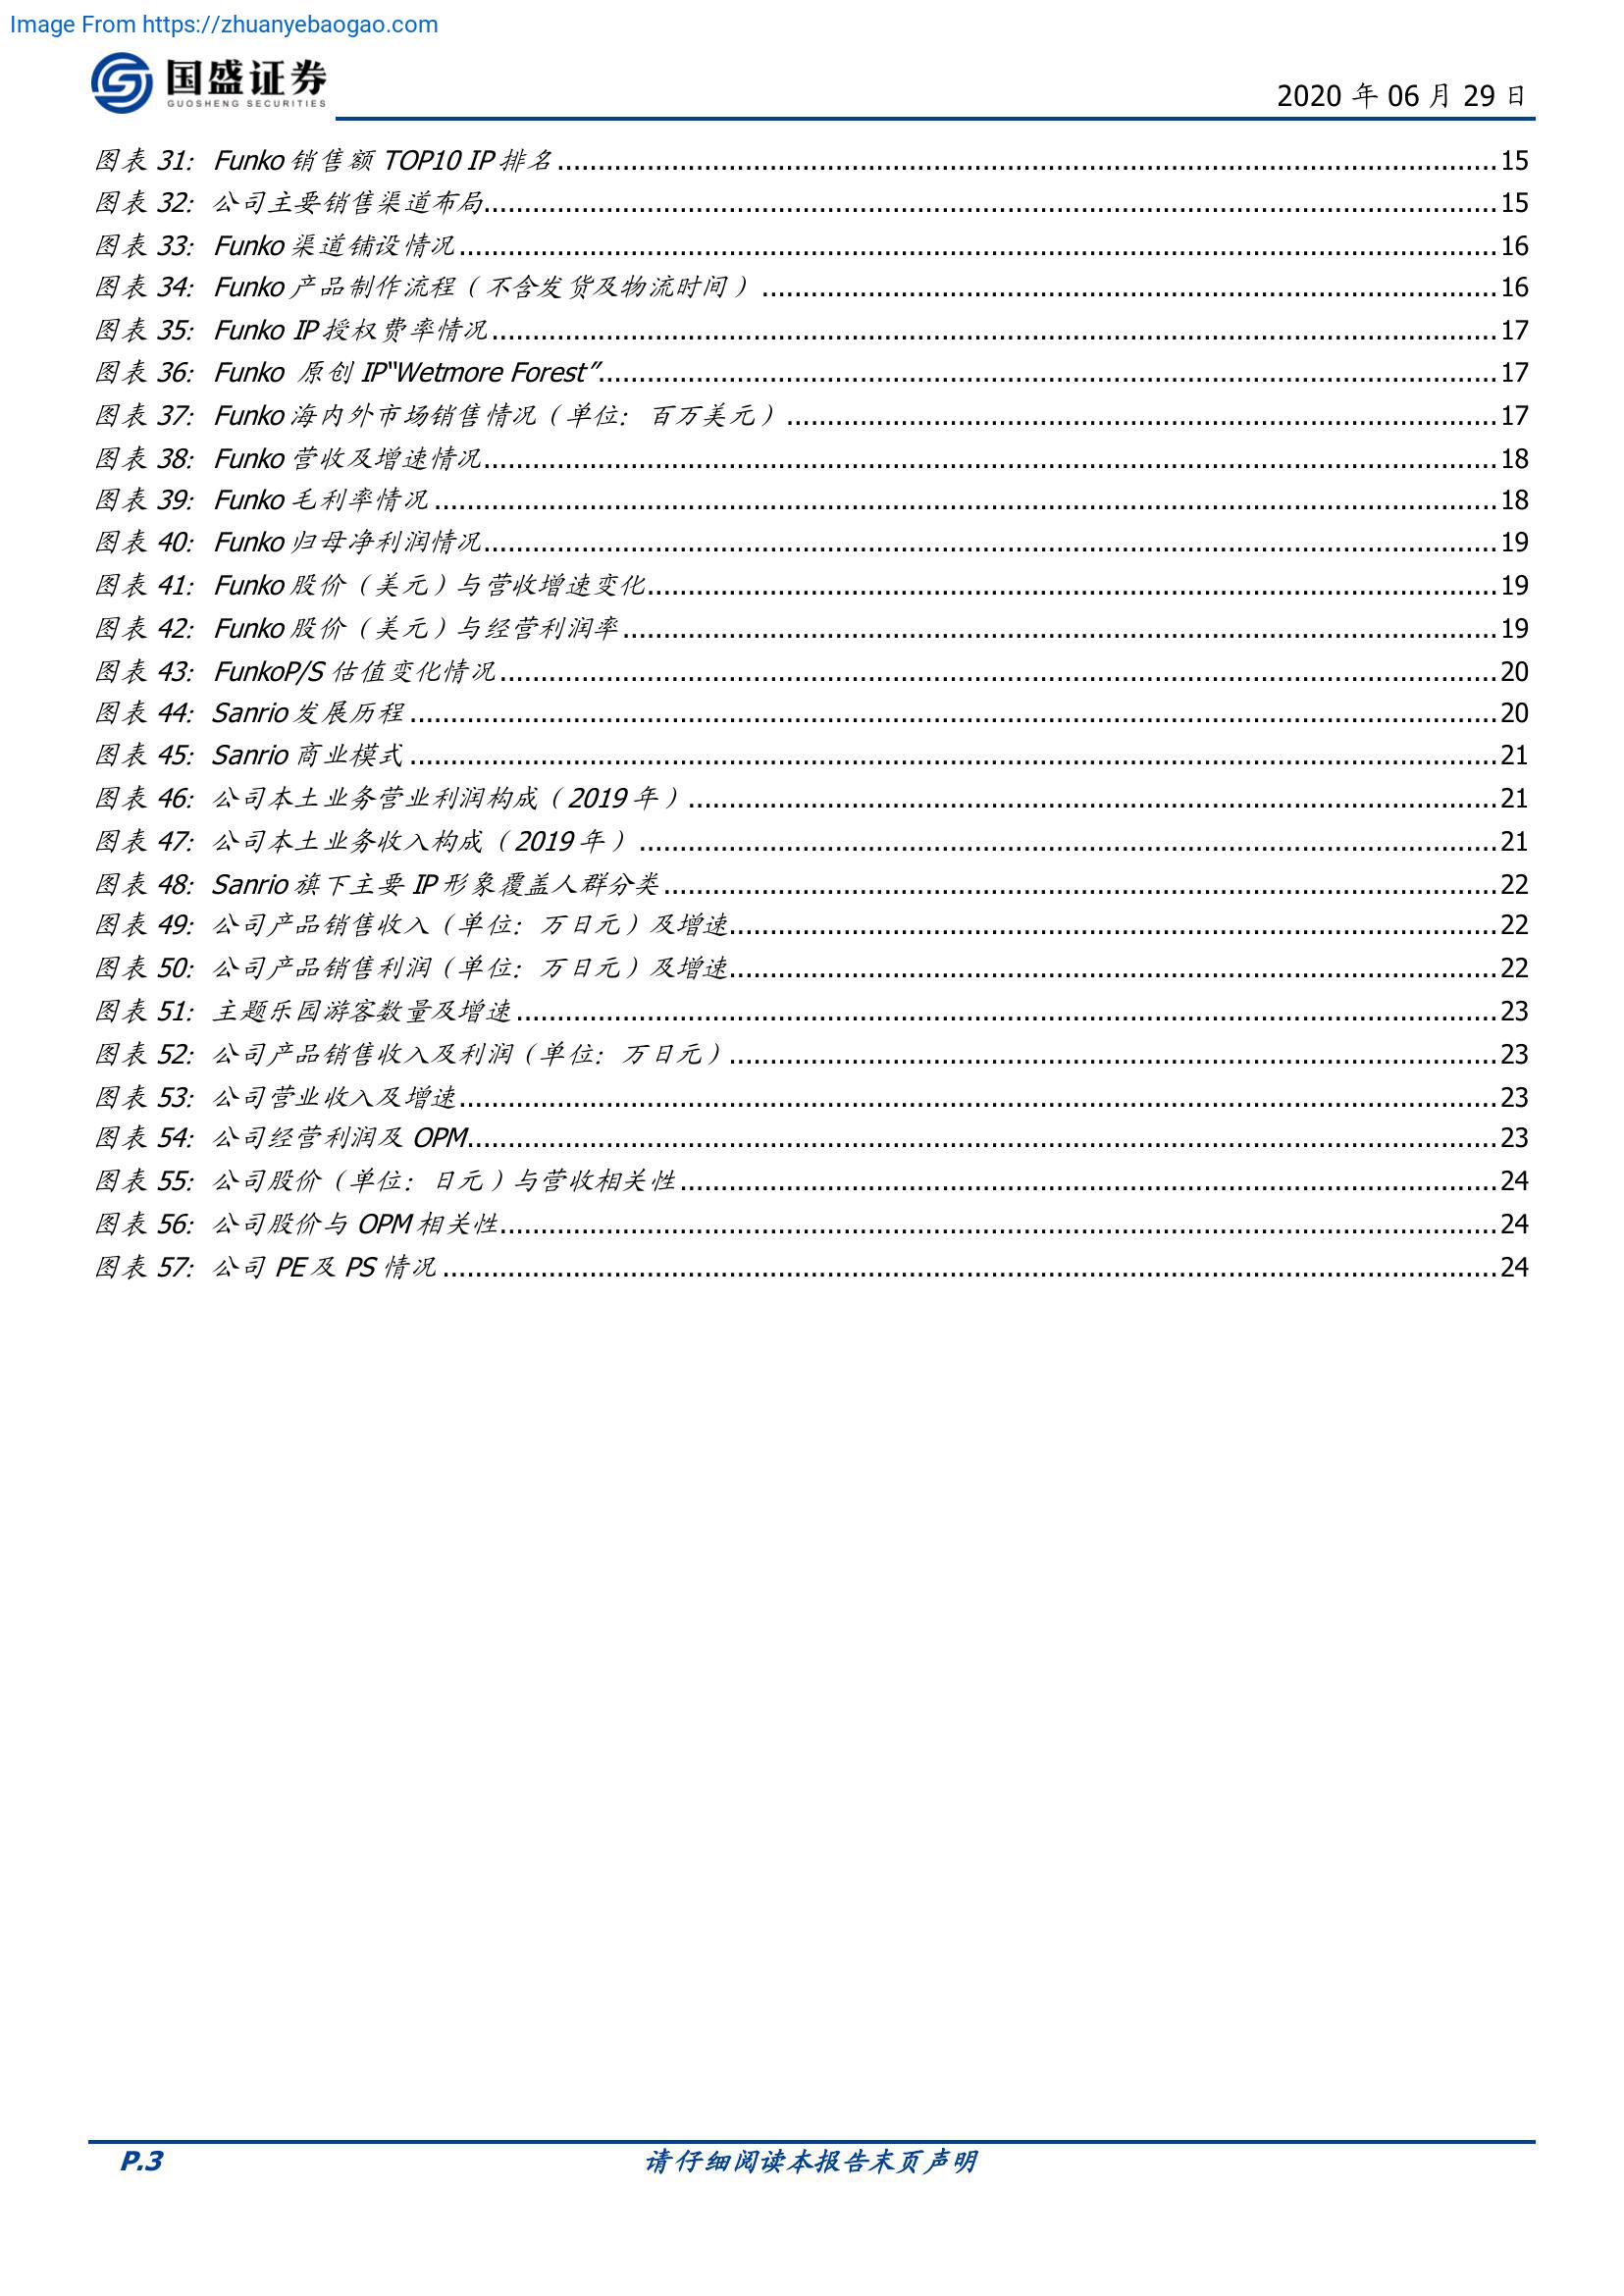 Image From https://zhuanyebaogao.com
国盛证券
GUOSHENG SECURITIES
2020 年 06 月 29 日
图表 31: Funko 销售额 TOP10 IP 排名 15
图表 32: 公司主要销售渠道布局 15
图表 33: Funko 渠道铺设情况 16
图表 34: Funko 产品制作流程（不含发货及物流时间） 16
图表 35: Funko IP 授权费率情况 17
图表 36: Funko 原创 IP“Wetmore Forest” 17
图表 37: Funko 海内外市场销售情况（单位: 百万美元） 17
图表 38: Funko 营收及增速情况 18
图表 39: Funko 毛利率情况 18
图表 40: Funko 归母净利润情况 19
图表 41: Funko 股价（美元）与营收增速变化 19
图表 42: Funko 股价（美元）与经营利润率 19
图表 43: FunkoP/S 估值变化情况 20
图表 44: Sanrio 发展历程 20
图表 45: Sanrio 商业模式 21
图表 46: 公司本土业务营业利润构成（2019 年） 21
图表 47: 公司本土业务收入构成（2019 年） 21
图表 48: Sanrio 旗下主要 IP 形象覆盖人群分类 22
图表 49: 公司产品销售收入（单位: 万日元）及增速 22
图表 50: 公司产品销售利润（单位: 万日元）及增速 22
图表 51: 主题乐园游客数量及增速 23
图表 52: 公司产品销售收入及利润（单位: 万日元） 23
图表 53: 公司营业收入及增速 23
图表 54: 公司经营利润及 OPM 23
图表 55: 公司股价（单位: 日元）与营收相关性 24
图表 56: 公司股价与 OPM 相关性 24
图表 57: 公司 PE 及 PS 情况 24
P.3 请仔细阅读本报告末页声明